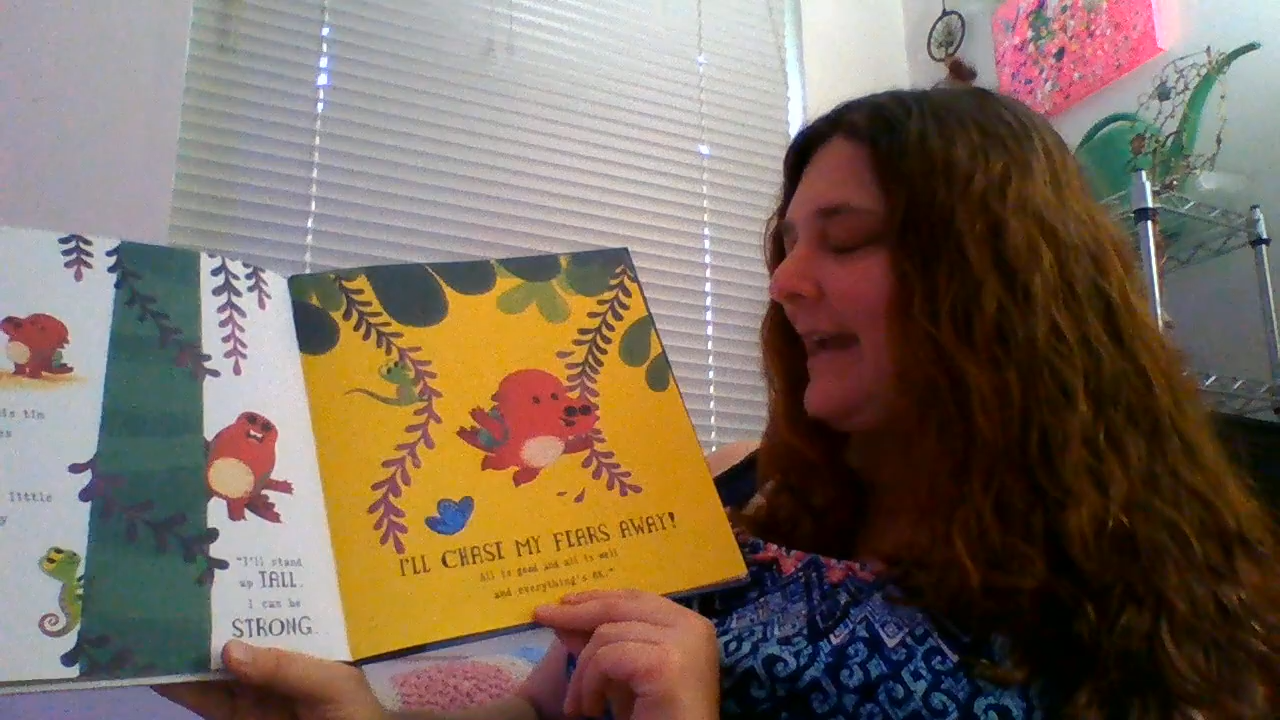 little
"I'll stand
up TALL.
I can be
STRONG.
I'LL CHASE MY FEARS AWAY!
All is good and all is well
and everything's OK."